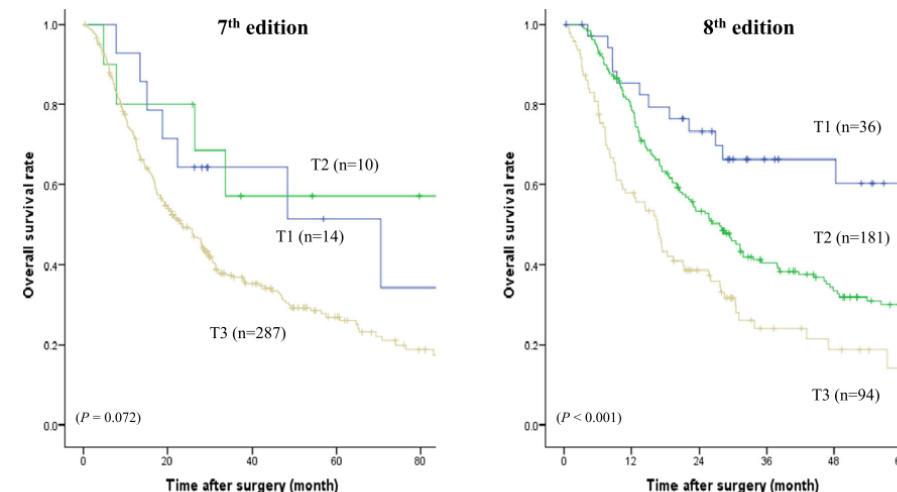 7th edition
1.0
0.8
0.6
0.4
0.2
0.0
Overall survival rate
T2 (n=10)
T1 (n=14)
T3 (n=287)
(P = 0.072)
0 20 40 60 80
Time after surgery (month)
8th edition
1.0
0.8
0.6
0.4
0.2
0.0
Overall survival rate
T1 (n=36)
T2 (n=181)
T3 (n=94)
(P < 0.001)
0 12 24 36 48
Time after surgery (month)